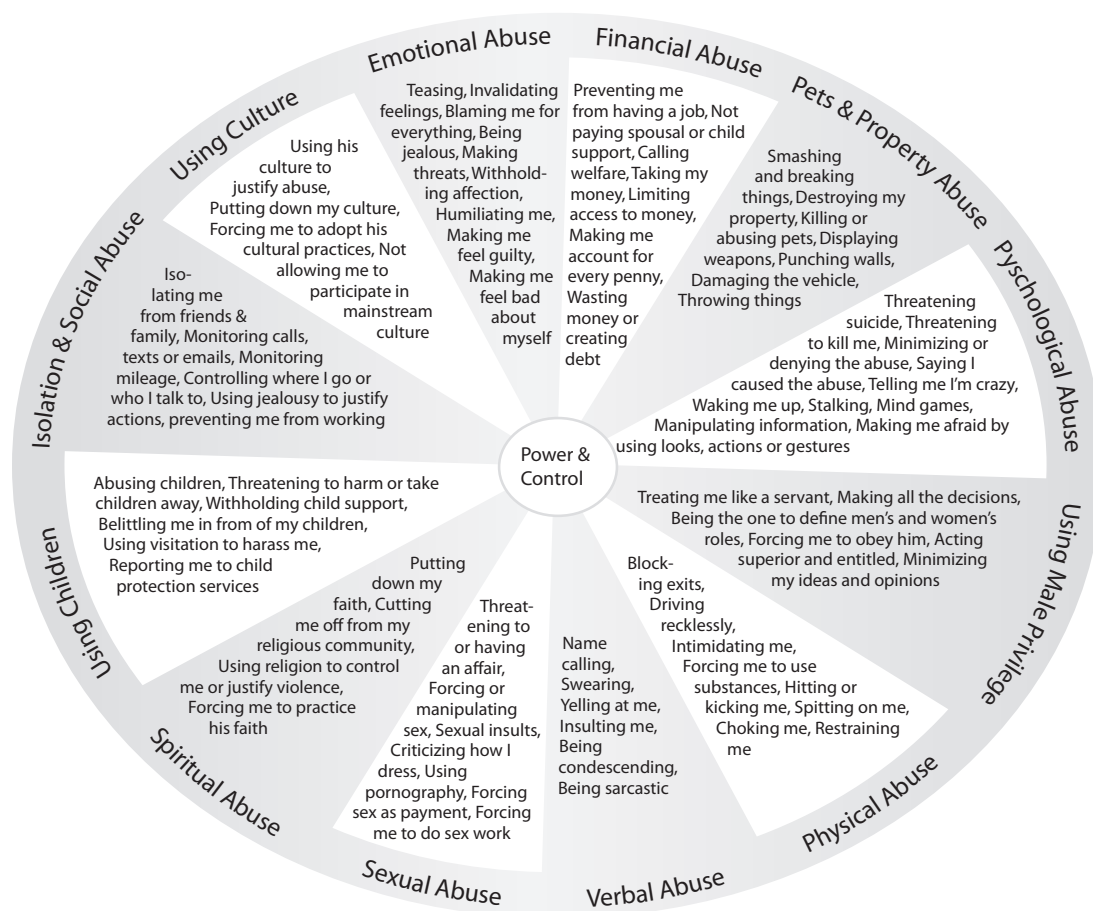 Emotional Abuse
Teasing, Invalidating
feelings, Blaming me for
everything, Being
jealous, Making
threats, Withhold-
ing affection,
Humiliating me,
Making me
feel guilty,
Making me
feel bad
about
myself
Financial Abuse
Preventing me
from having a job, Not
paying spousal or child
support, Calling
welfare, Taking my
money, Limiting
access to money,
Making me
account for
every penny,
Wasting
money or
creating
debt
Pets & Property Abuse
Smashing
and breaking
things, Destroying my
property, Killing or
abusing pets, Displaying
weapons, Punching walls,
Damaging the vehicle,
Throwing things
Pyschological Abuse
Threatening
suicide, Threatening
to kill me, Minimizing or
denying the abuse, Saying I
caused the abuse, Telling me I'm crazy,
Waking me up, Stalking, Mind games,
Manipulating information, Making me afraid by
using looks, actions or gestures
Using Male Privilege
Treating me like a servant, Making all the decisions,
Being the one to define men's and women's
roles, Forcing me to obey him, Acting
superior and entitled, Minimizing
my ideas and opinions
Physical Abuse
Block-
ing exits,
Driving
recklessly,
Intimidating me,
Forcing me to use
substances, Hitting or
kicking me, Spitting on me,
Choking me, Restraining
me
Verbal Abuse
Name
calling,
Swearing,
Yelling at me,
Insulting me,
Being
condescending,
Being sarcastic
Sexual Abuse
Threat-
ening to
or having
an affair,
Forcing or
manipulating
sex, Sexual insults,
Criticizing how I
dress, Using
pornography, Forcing
sex as payment, Forcing
me to do sex work
Spiritual Abuse
Putting
down my
faith, Cutting
me off from my
religious community,
Using religion to control
me or justify violence,
Forcing me to practice
his faith
Using Children
Abusing children, Threatening to harm or take
children away, Withholding child support,
Belittling me in from of my children,
Using visitation to harass me,
Reporting me to child
protection services
Isolation & Social Abuse
Iso-
lating me
from friends &
family, Monitoring calls,
texts or emails, Monitoring
mileage, Controlling where I go or
who I talk to, Using jealousy to justify
actions, preventing me from working
Using Culture
Using his
culture to
justify abuse,
Putting down my culture,
Forcing me to adopt his
cultural practices, Not
allowing me to
participate in
mainstream
culture
Power &
Control